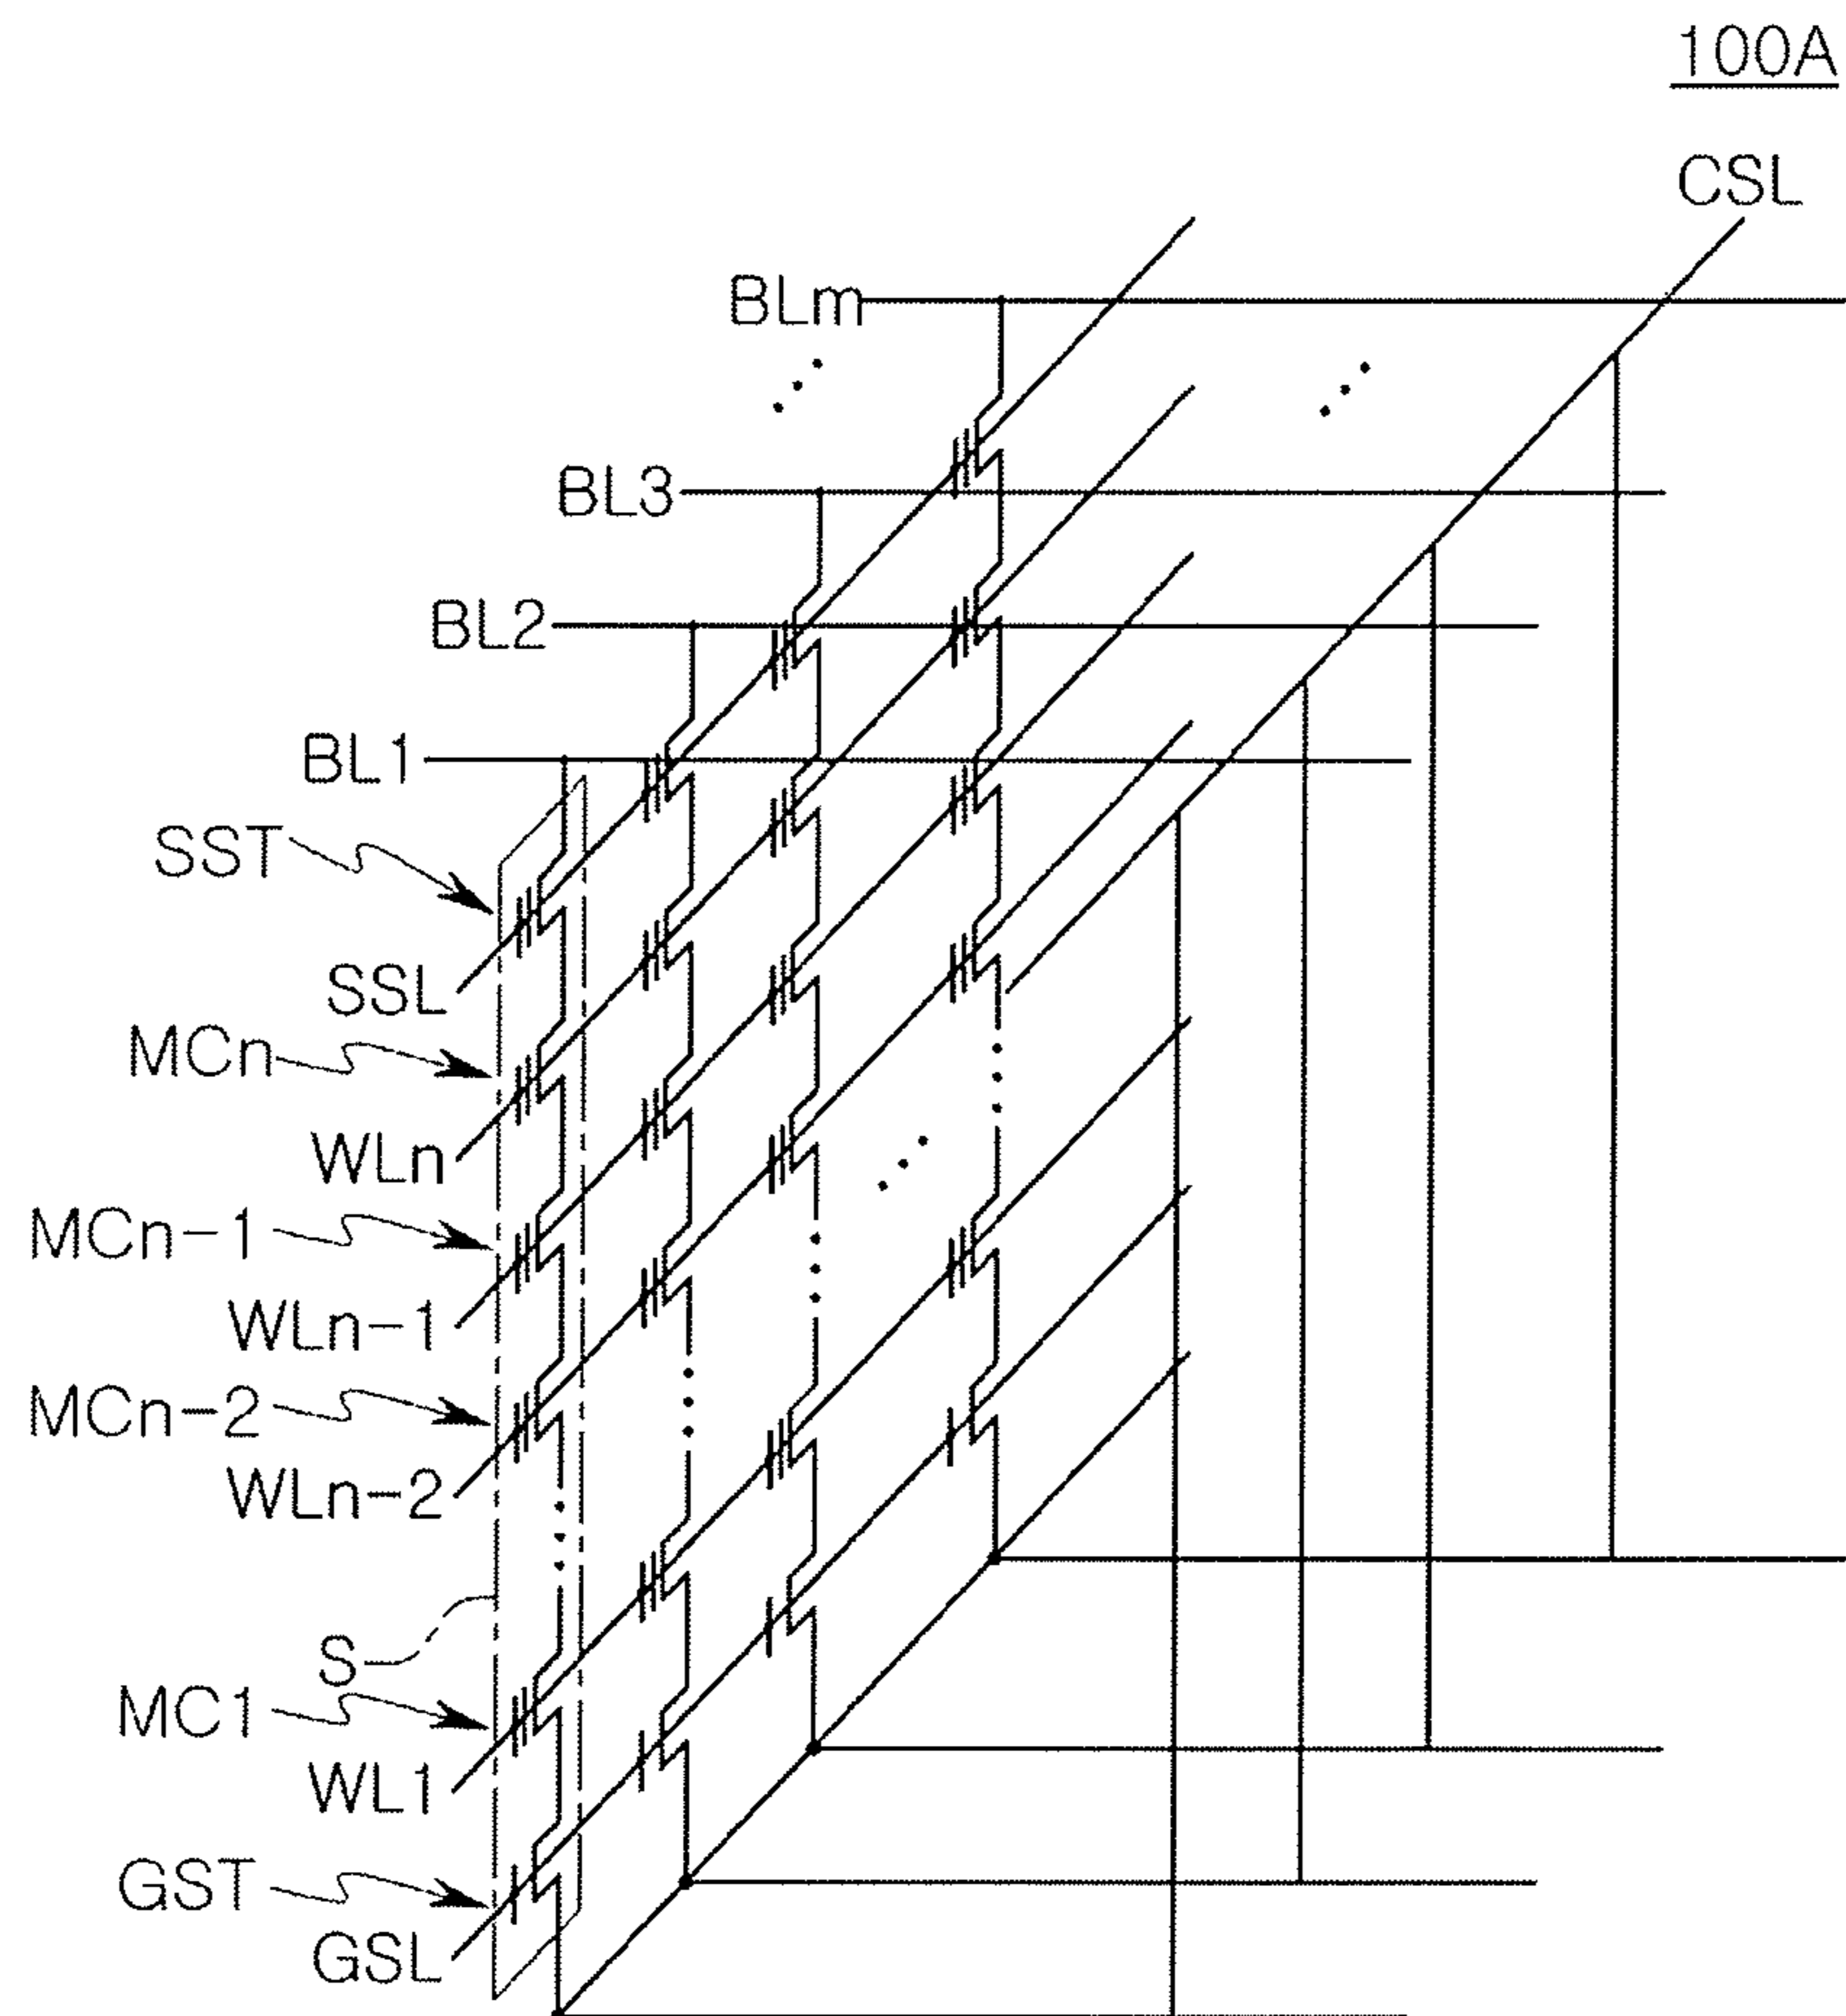 100A
CSL
BLm
BL3
BL2
BL1
SST
SSL
MCn
WLn
MCn-1
WLn-1
MCn-2
WLn-2
S
MC1
WL1
GST
GSL